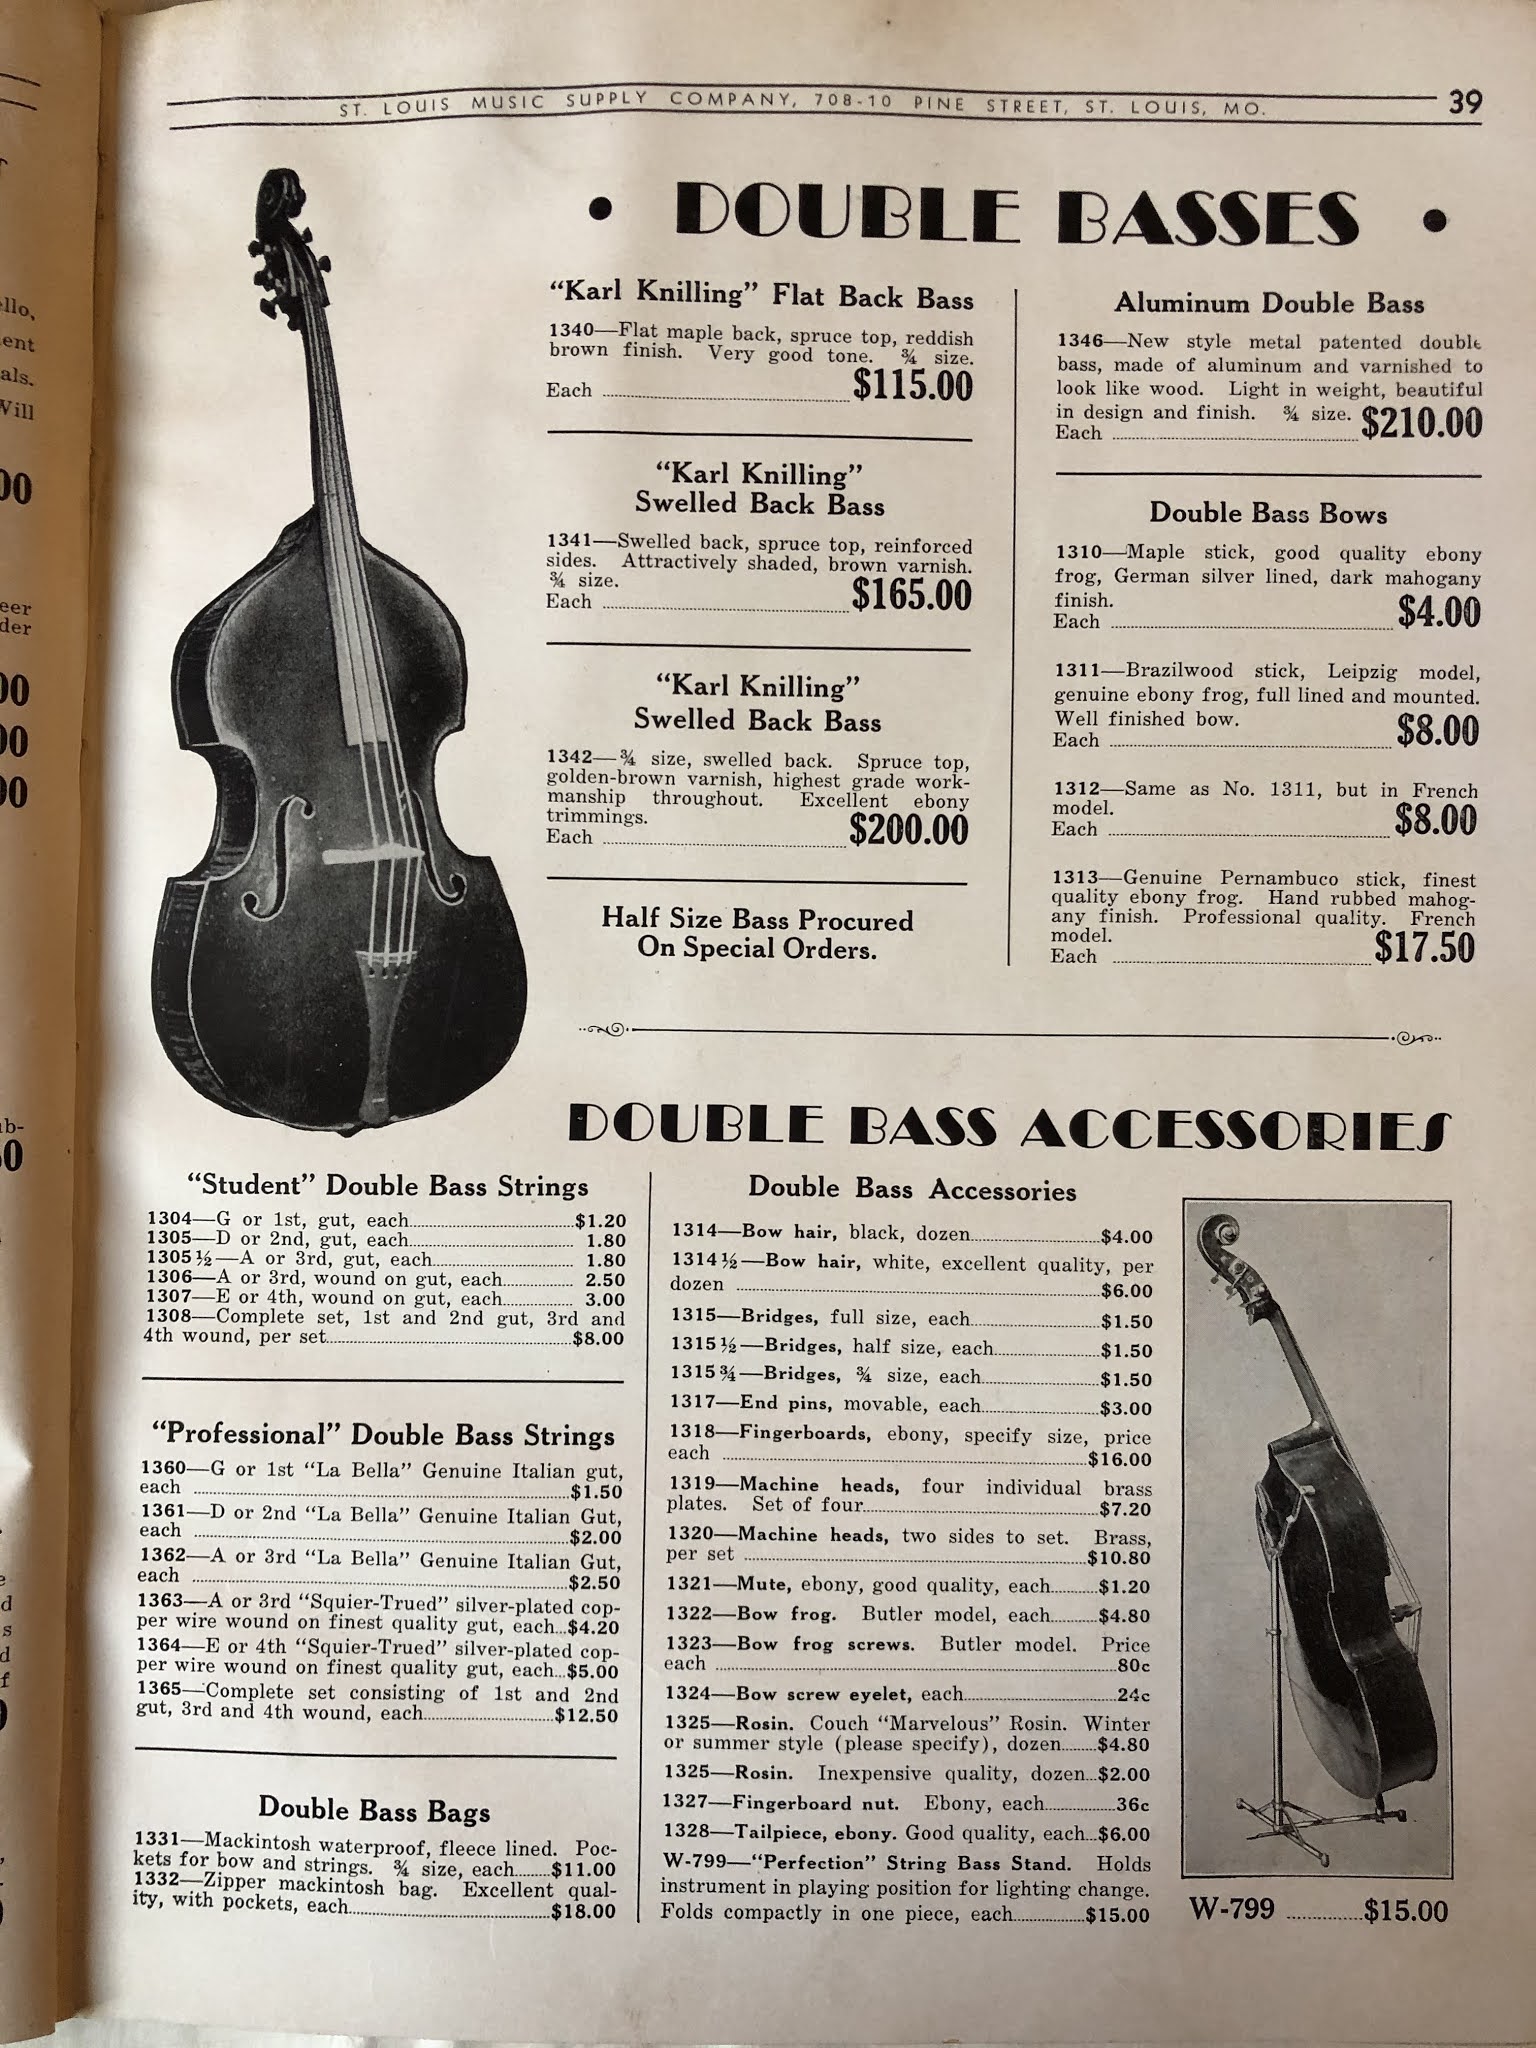 ST. LOUIS MUSIC SUPPLY COMPANY, 708-10 PINE STREET, ST. LOUIS, MO.
39
• DOUBLE BASSES •
"Karl Knilling" Flat Back Bass
1340—Flat maple back, spruce top, reddish
brown finish. Very good tone. ¾ size.
Each $115.00
"Karl Knilling"
Swelled Back Bass
1341—Swelled back, spruce top, reinforced
sides. Attractively shaded, brown varnish.
¾ size.
Each $165.00
"Karl Knilling"
Swelled Back Bass
1342—¾ size, swelled back. Spruce top,
golden-brown varnish, highest grade work-
manship throughout. Excellent ebony
trimmings.
Each $200.00
Half Size Bass Procured
On Special Orders.
Aluminum Double Bass
1346—New style metal patented double
bass, made of aluminum and varnished to
look like wood. Light in weight, beautiful
in design and finish. ¾ size.
Each $210.00
Double Bass Bows
1310—Maple stick, good quality ebony
frog, German silver lined, dark mahogany
finish.
Each $4.00
1311—Brazilwood stick, Leipzig model,
genuine ebony frog, full lined and mounted.
Well finished bow.
Each $8.00
1312—Same as No. 1311, but in French
model.
Each $8.00
1313—Genuine Pernambuco stick, finest
quality ebony frog. Hand rubbed mahog-
any finish. Professional quality. French
model.
Each $17.50
DOUBLE BASS ACCESSORIES
"Student" Double Bass Strings
1304—G or 1st, gut, each $1.20
1305—D or 2nd, gut, each 1.80
1305½—A or 3rd, gut, each 1.80
1306—A or 3rd, wound on gut, each 2.50
1307—E or 4th, wound on gut, each 3.00
1308—Complete set, 1st and 2nd gut, 3rd and
4th wound, per set $8.00
"Professional" Double Bass Strings
1360—G or 1st "La Bella" Genuine Italian gut,
each $1.50
1361—D or 2nd "La Bella" Genuine Italian Gut,
each $2.00
1362—A or 3rd "La Bella" Genuine Italian Gut,
each $2.50
1363—A or 3rd "Squier-Trued" silver-plated cop-
per wire wound on finest quality gut, each $4.20
1364—E or 4th "Squier-Trued" silver-plated cop-
per wire wound on finest quality gut, each $5.00
1365—Complete set consisting of 1st and 2nd
gut, 3rd and 4th wound, each $12.50
Double Bass Bags
1331—Mackintosh waterproof, fleece lined. Poc-
kets for bow and strings. ¾ size, each $11.00
1332—Zipper mackintosh bag. Excellent qual-
ity, with pockets, each $18.00
Double Bass Accessories
1314—Bow hair, black, dozen $4.00
1314½—Bow hair, white, excellent quality, per
dozen $6.00
1315—Bridges, full size, each $1.50
1315½—Bridges, half size, each $1.50
1315¾—Bridges, ¾ size, each $1.50
1317—End pins, movable, each $3.00
1318—Fingerboards, ebony, specify size, price
each $16.00
1319—Machine heads, four individual brass
plates. Set of four $7.20
1320—Machine heads, two sides to set. Brass,
per set $10.80
1321—Mute, ebony, good quality, each $1.20
1322—Bow frog. Butler model, each $4.80
1323—Bow frog screws. Butler model. Price
each 80c
1324—Bow screw eyelet, each 24c
1325—Rosin. Couch "Marvelous" Rosin. Winter
or summer style (please specify), dozen $4.80
1325—Rosin. Inexpensive quality, dozen $2.00
1327—Fingerboard nut. Ebony, each 36c
1328—Tailpiece, ebony. Good quality, each $6.00
W-799—"Perfection" String Bass Stand. Holds
instrument in playing position for lighting change.
Folds compactly in one piece, each $15.00
W-799 $15.00